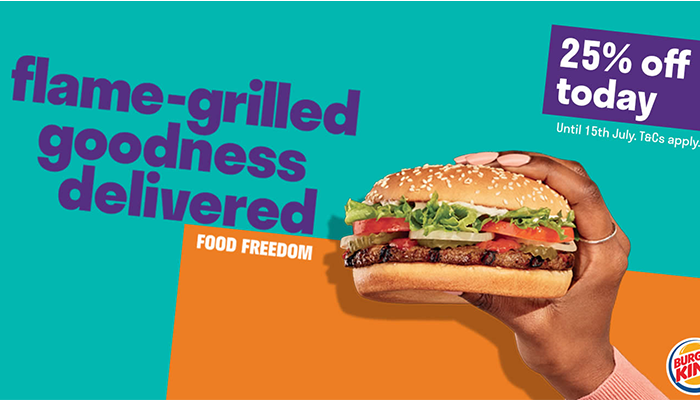 flame-grilled
goodness
delivered
FOOD FREEDOM
25% off
today
Until 15th July. T&Cs apply.